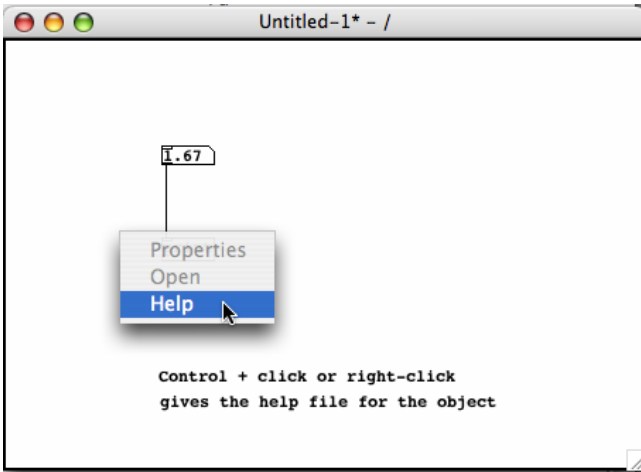 Untitled-1* - /
1.67
Properties
Open
Help
Control + click or right-click
gives the help file for the object